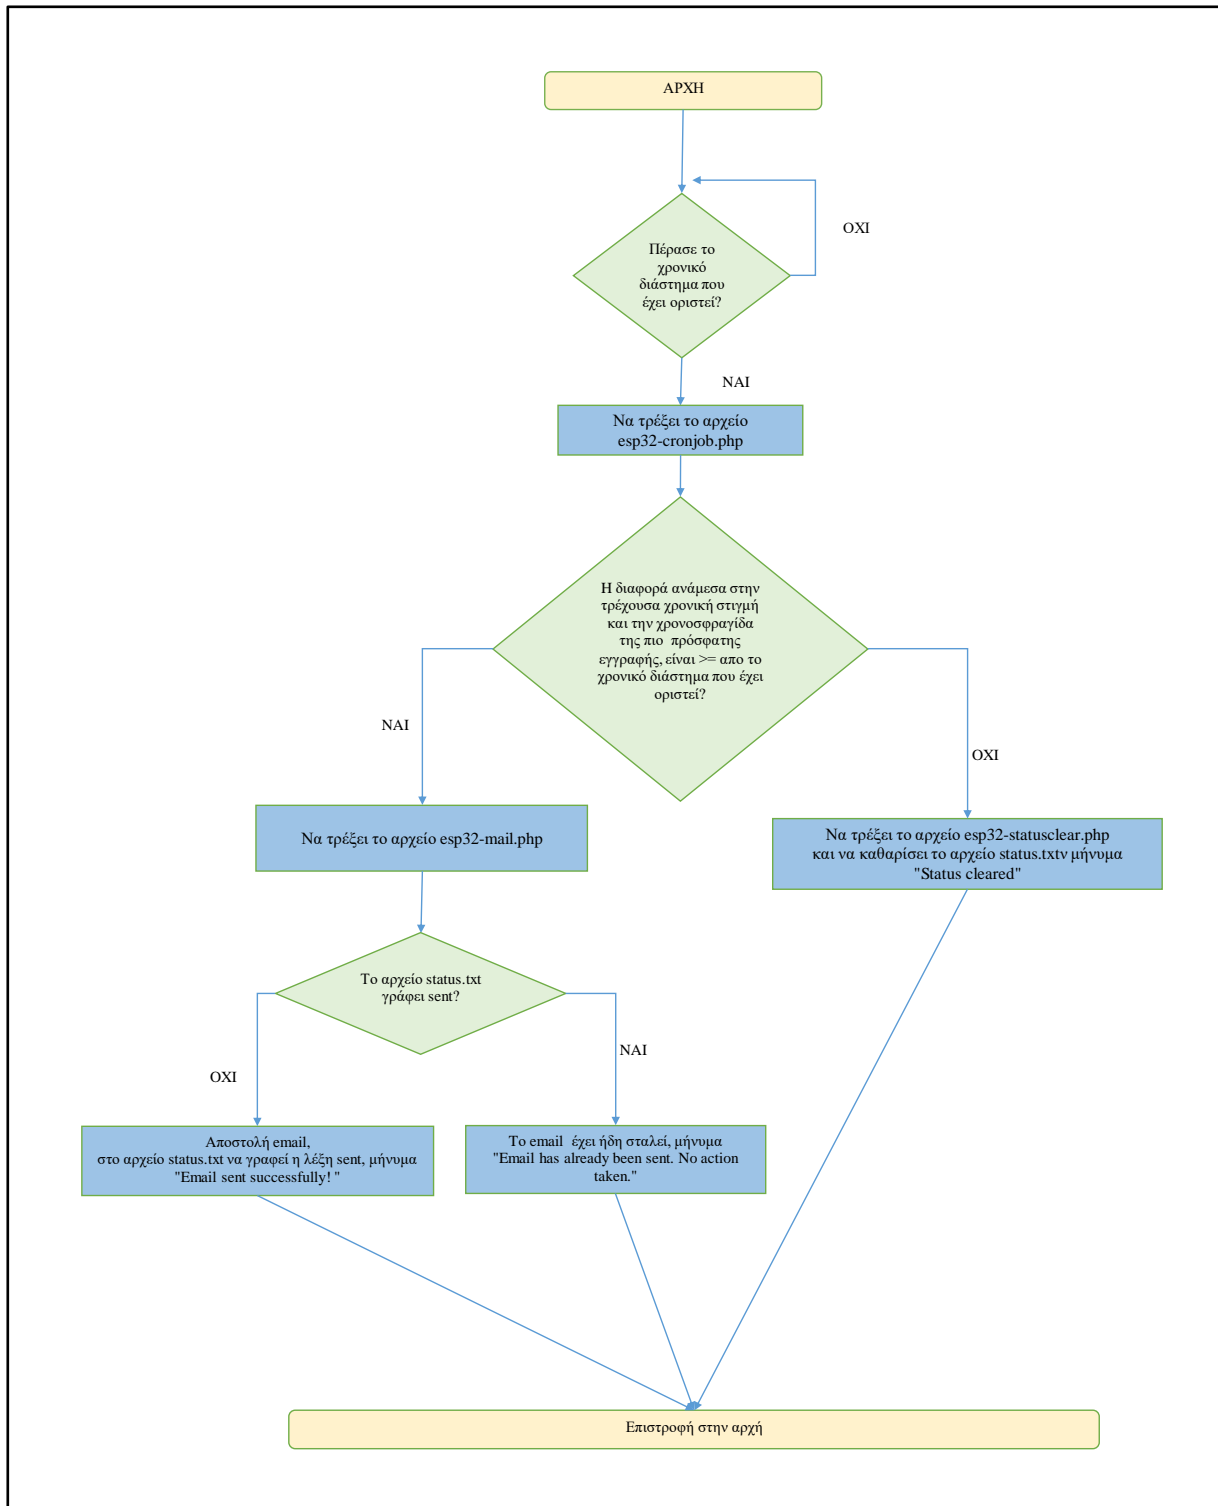 ΑΡΧΗ
ΟΧΙ
Πέρασε το
χρονικό
διάστημα που
έχει οριστεί?
ΝΑΙ
Να τρέξει το αρχείο
esp32-cronjob.php
Η διαφορά ανάμεσα στην
τρέχουσα χρονική στιγμή
και την χρονοσφραγίδα
της πιο πρόσφατης
εγγραφής, είναι >= απο το
χρονικό διάστημα που έχει
οριστεί?
ΝΑΙ
ΟΧΙ
Να τρέξει το αρχείο esp32-mail.php
Να τρέξει το αρχείο esp32-statusclear.php
και να καθαρίσει το αρχείο status.txtν μήνυμα
"Status cleared"
Το αρχείο status.txt
γράφει sent?
ΝΑΙ
ΟΧΙ
Αποστολή email,
στο αρχείο status.txt να γραφεί η λέξη sent, μήνυμα
"Email sent successfully! "
Το email έχει ήδη σταλεί, μήνυμα
"Email has already been sent. No action
taken."
Επιστροφή στην αρχή